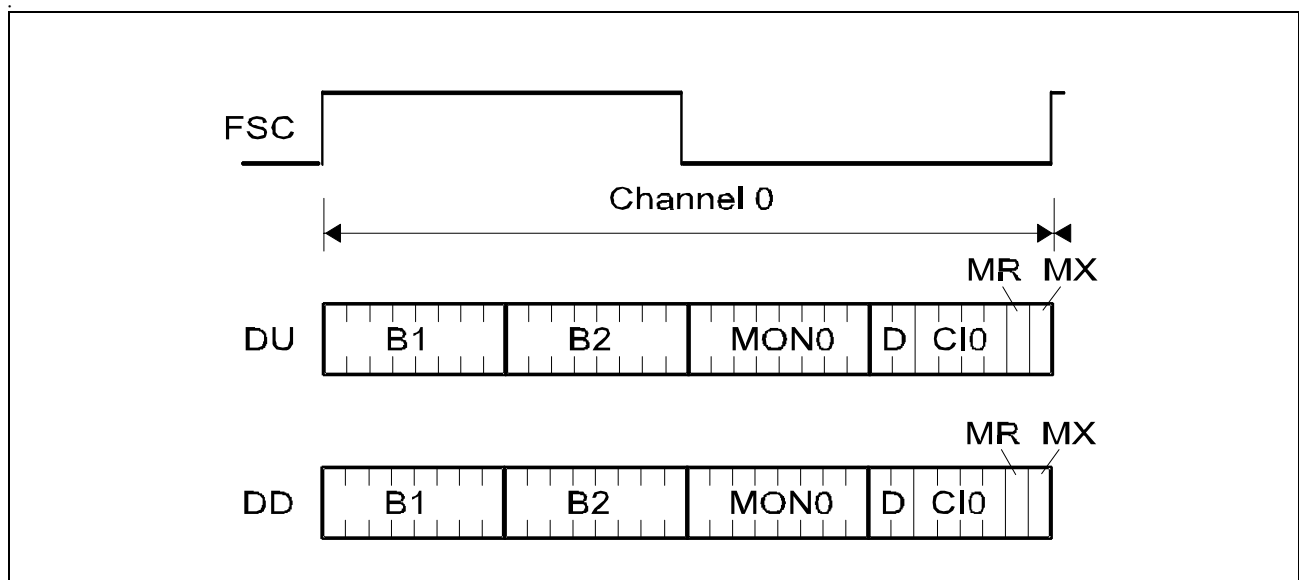 FSC
Channel 0
MR MX
DU B1 B2 MON0 D CI0
MR MX
DD B1 B2 MON0 D CI0